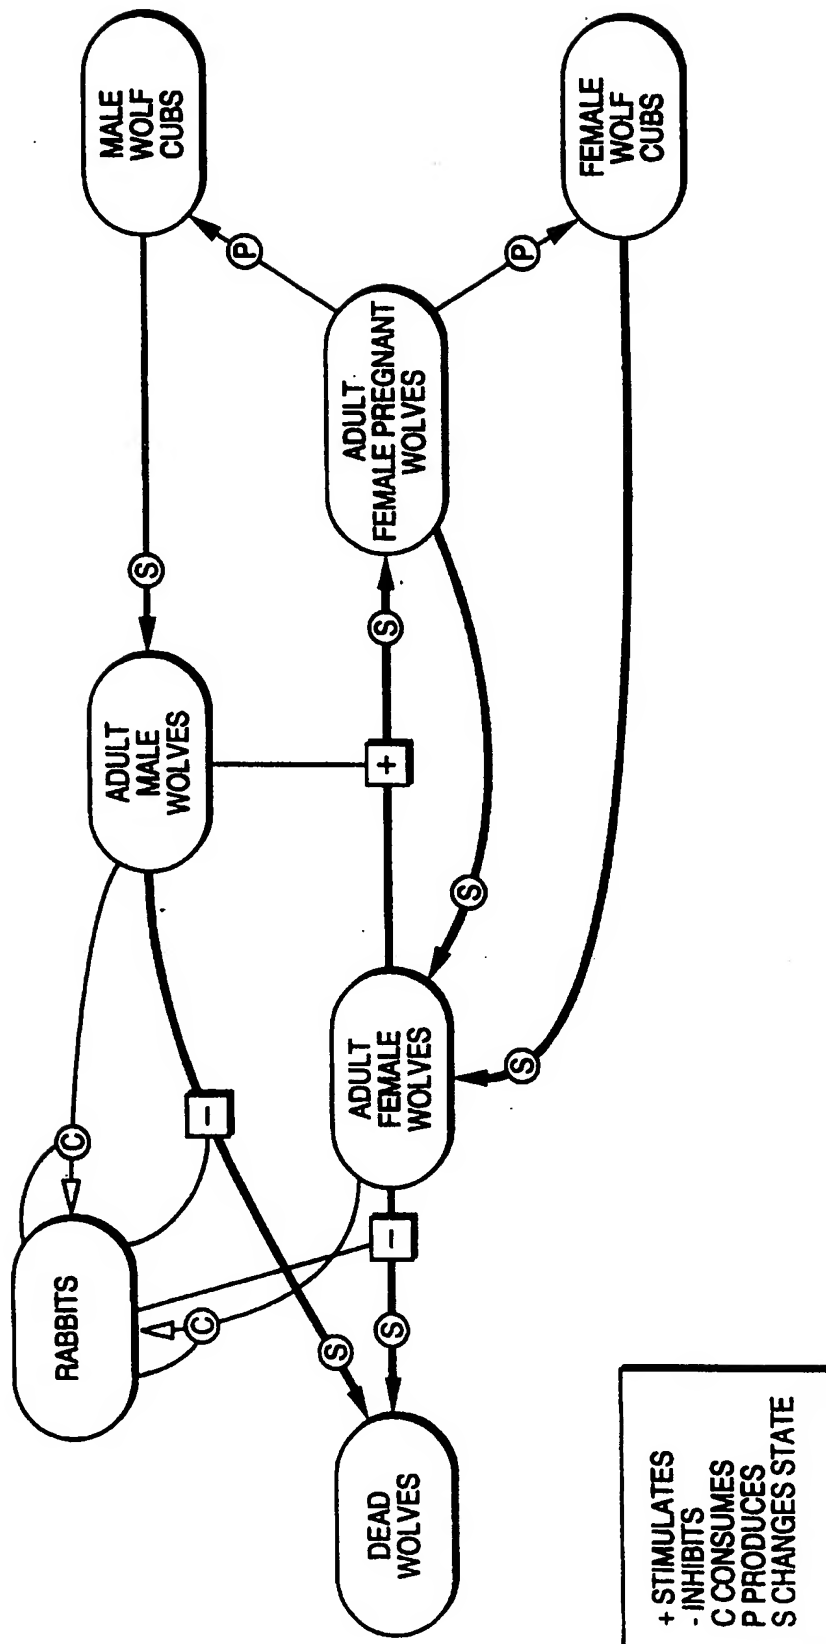 RABBITS
C
C
MALE
WOLF
CUBS
S
ADULT
MALE
WOLVES
-
S
DEAD
WOLVES
S
-
ADULT
FEMALE
WOLVES
+
S
ADULT
FEMALE PREGNANT
WOLVES
P
P
S
S
FEMALE
WOLF
CUBS
+ STIMULATES
- INHIBITS
C CONSUMES
P PRODUCES
S CHANGES STATE